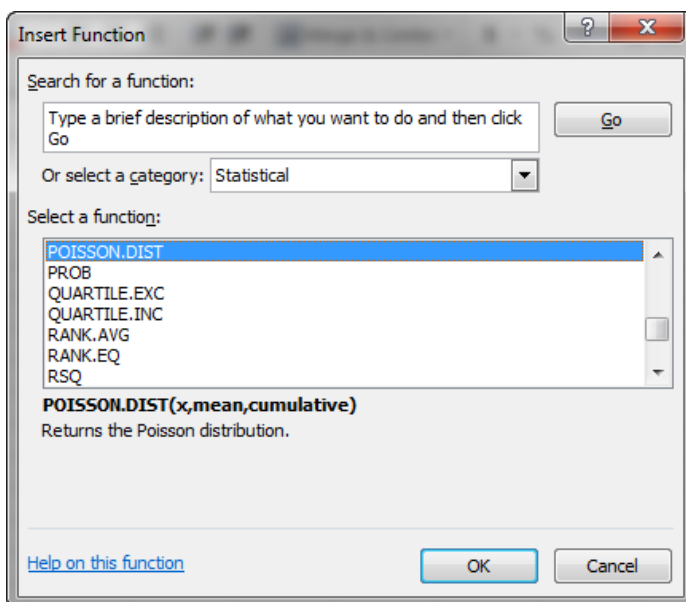 Insert Function
Search for a function:
Type a brief description of what you want to do and then click
Go
Go
Or select a category: Statistical
Select a function:
POISSON.DIST
PROB
QUARTILE.EXC
QUARTILE.INC
RANK.AVG
RANK.EQ
RSQ
POISSON.DIST(x,mean,cumulative)
Returns the Poisson distribution.
Help on this function
OK
Cancel